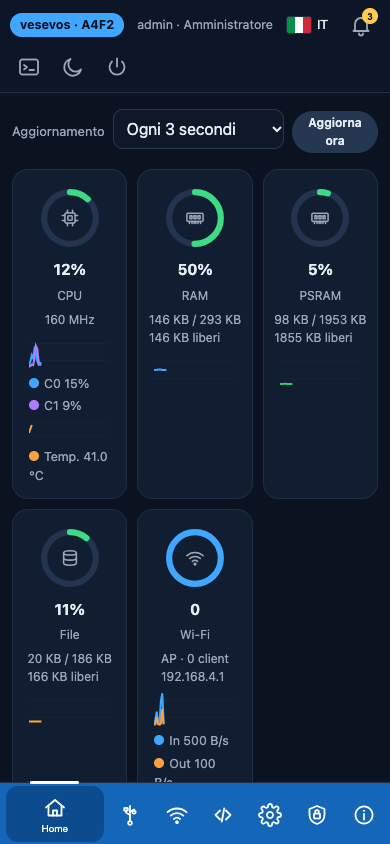 vesevos · A4F2 admin · Amministratore IT 3
Aggiornamento Ogni 3 secondi Aggiorna ora
12%
CPU
160 MHz
C0 15%
C1 9%
Temp. 41.0
°C
50%
RAM
146 KB / 293 KB
146 KB liberi
5%
PSRAM
98 KB / 1953 KB
1855 KB liberi
11%
File
20 KB / 186 KB
166 KB liberi
0
Wi-Fi
AP · 0 client
192.168.4.1
In 500 B/s
Out 100
B/s
Home